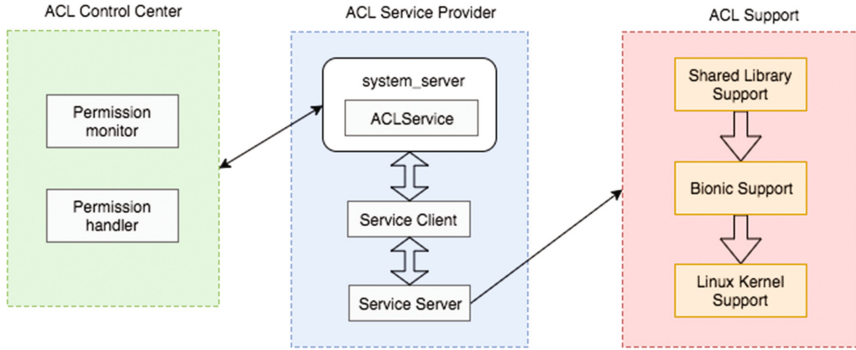 ACL Control Center
Permission
monitor
Permission
handler
ACL Service Provider
system_server
ACLService
Service Client
Service Server
ACL Support
Shared Library
Support
Bionic Support
Linux Kernel
Support